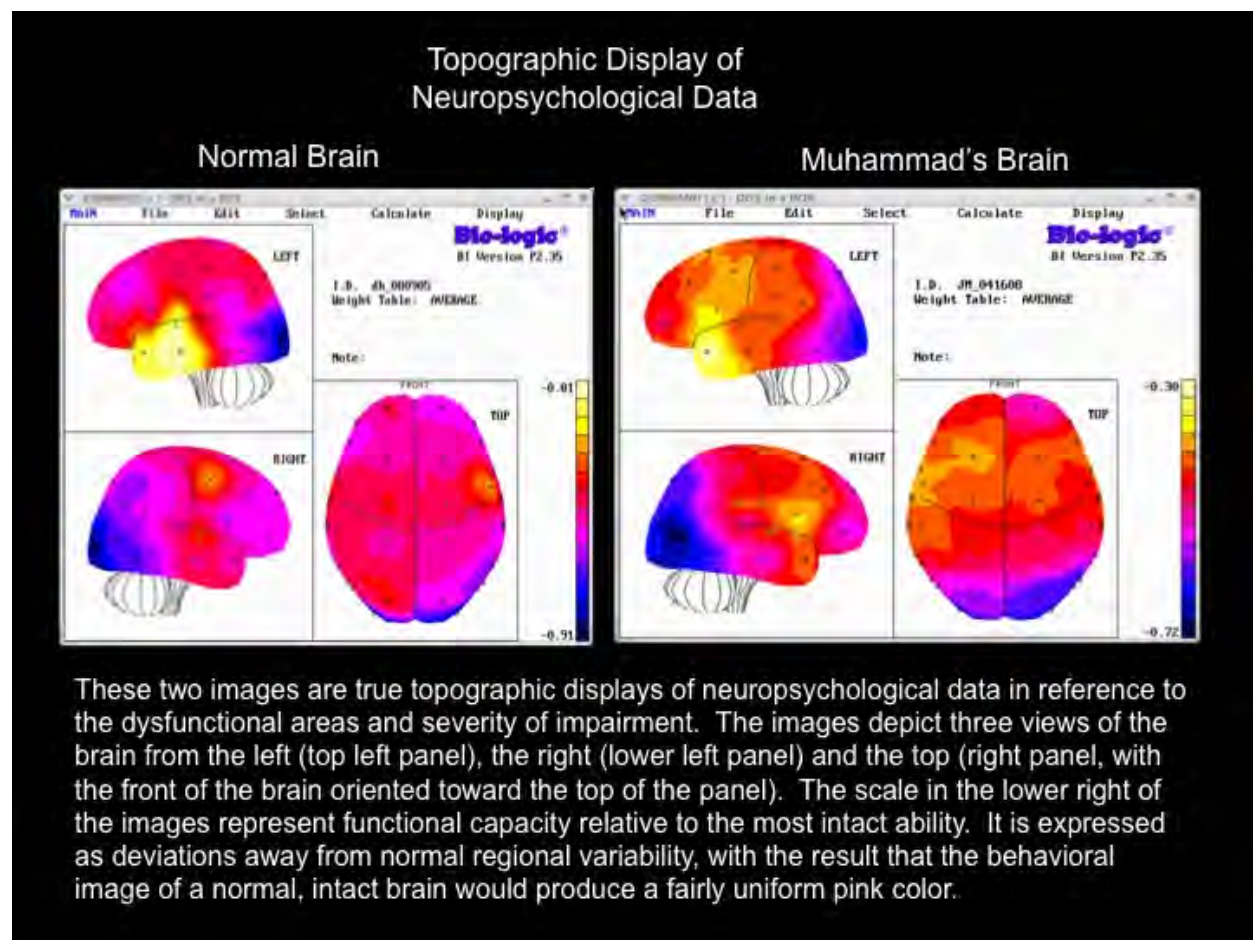 Topographic Display of
Neuropsychological Data
Normal Brain
Muhammad's Brain
MAIN File Edit Select Calculate Display
Bio-logic®
BI Version P2.35
LEFT
I.D. dh_000905
Weight Table: AVERAGE
Note:
FRONT
-0.01
TOP
RIGHT
-0.91
MAIN File Edit Select Calculate Display
Bio-logic®
BI Version P2.35
LEFT
I.D. JM_041608
Weight Table: AVERAGE
Note:
FRONT
-0.30
TOP
RIGHT
-0.72
These two images are true topographic displays of neuropsychological data in reference to
the dysfunctional areas and severity of impairment. The images depict three views of the
brain from the left (top left panel), the right (lower left panel) and the top (right panel, with
the front of the brain oriented toward the top of the panel). The scale in the lower right of
the images represent functional capacity relative to the most intact ability. It is expressed
as deviations away from normal regional variability, with the result that the behavioral
image of a normal, intact brain would produce a fairly uniform pink color.